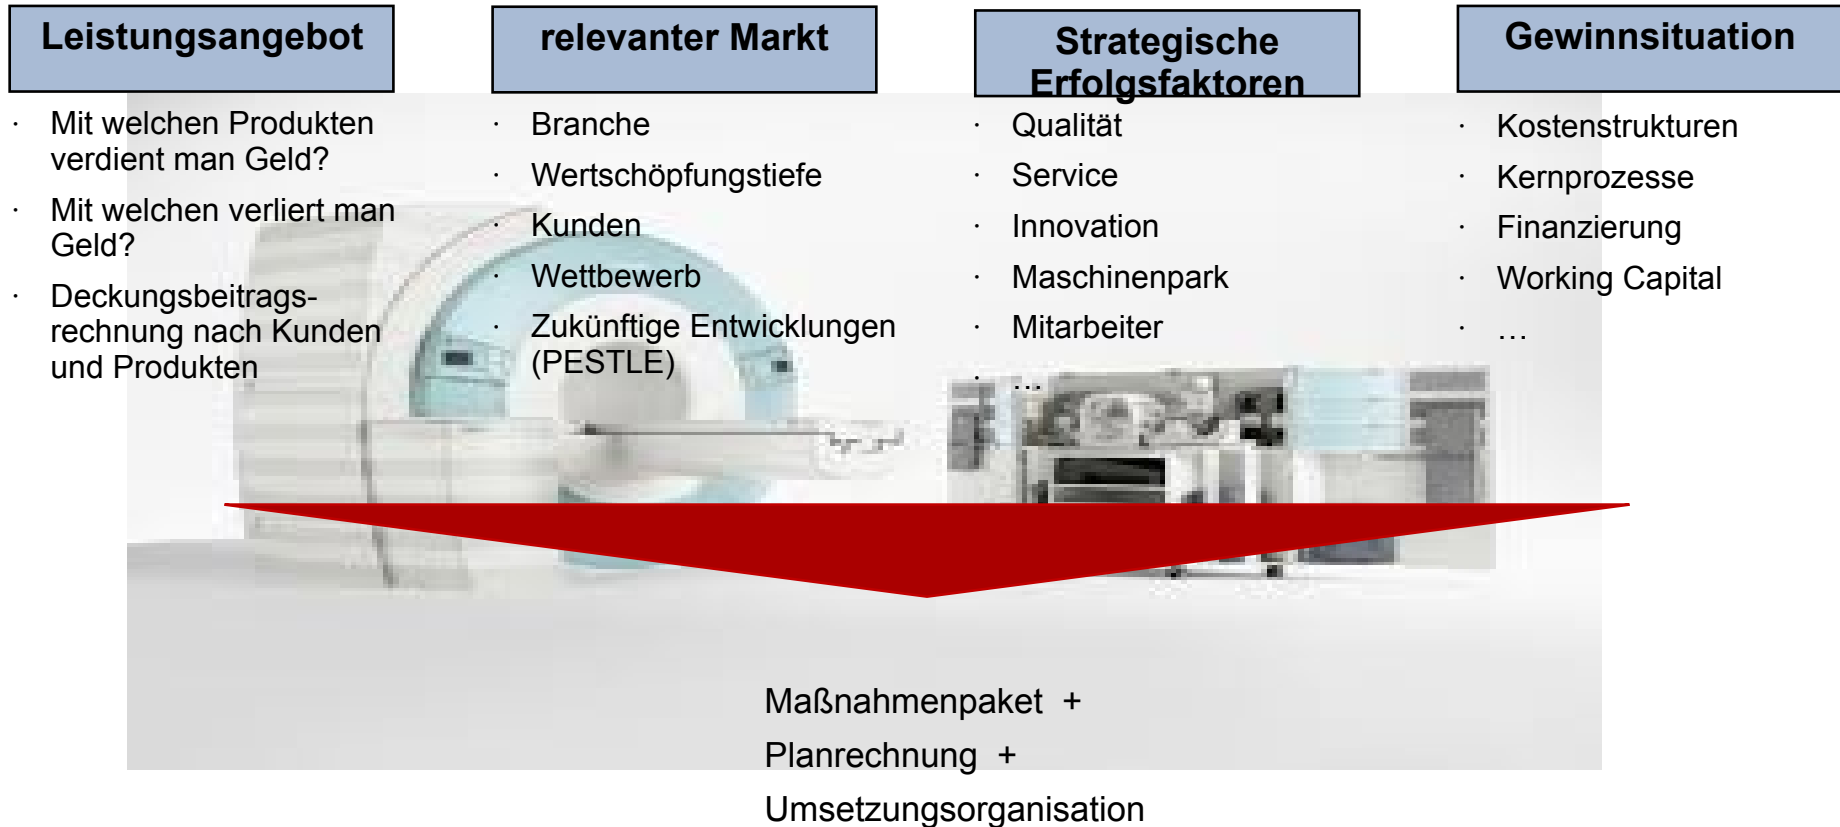 Leistungsangebot
· Mit welchen Produkten
verdient man Geld?
· Mit welchen verliert man
Geld?
· Deckungsbeitrags-
rechnung nach Kunden
und Produkten
relevanter Markt
· Branche
· Wertschöpfungstiefe
· Kunden
· Wettbewerb
· Zukünftige Entwicklungen
(PESTLE)
Strategische
Erfolgsfaktoren
· Qualität
· Service
· Innovation
· Maschinenpark
· Mitarbeiter
· …
Gewinnsituation
· Kostenstrukturen
· Kernprozesse
· Finanzierung
· Working Capital
· …
Maßnahmenpaket +
Planrechnung +
Umsetzungsorganisation